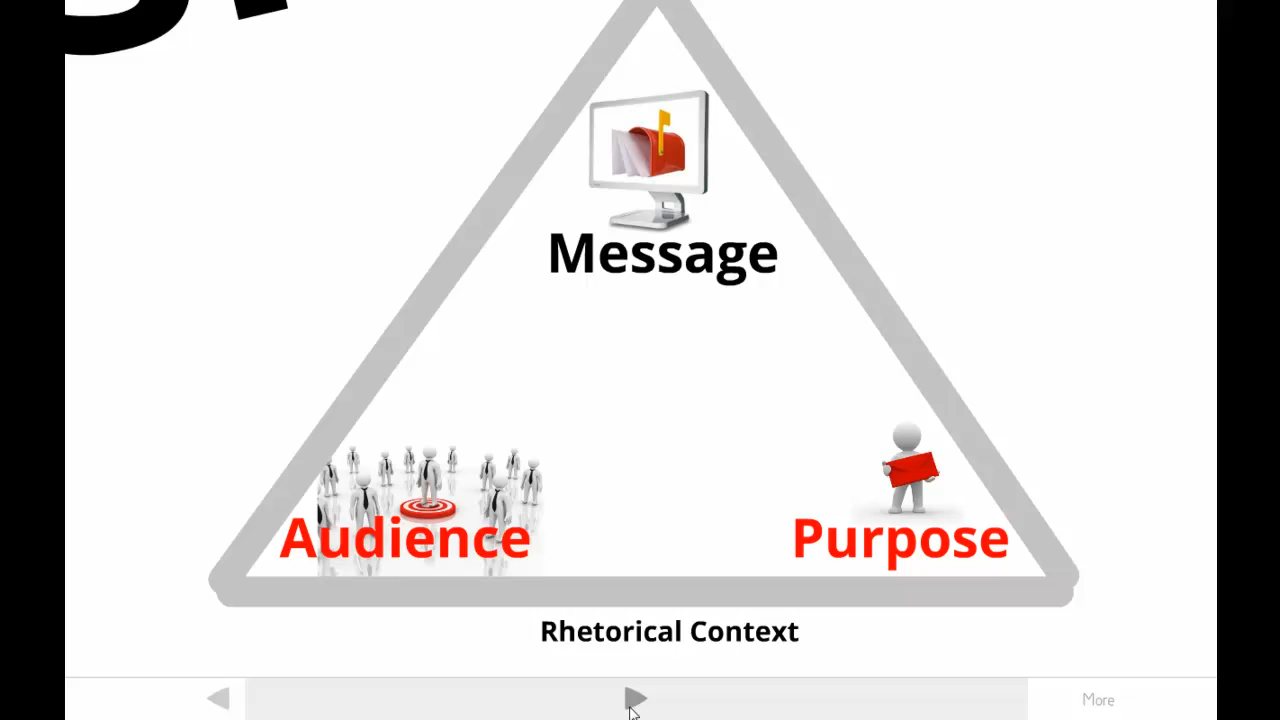 Message
Audience
Purpose
Rhetorical Context
More